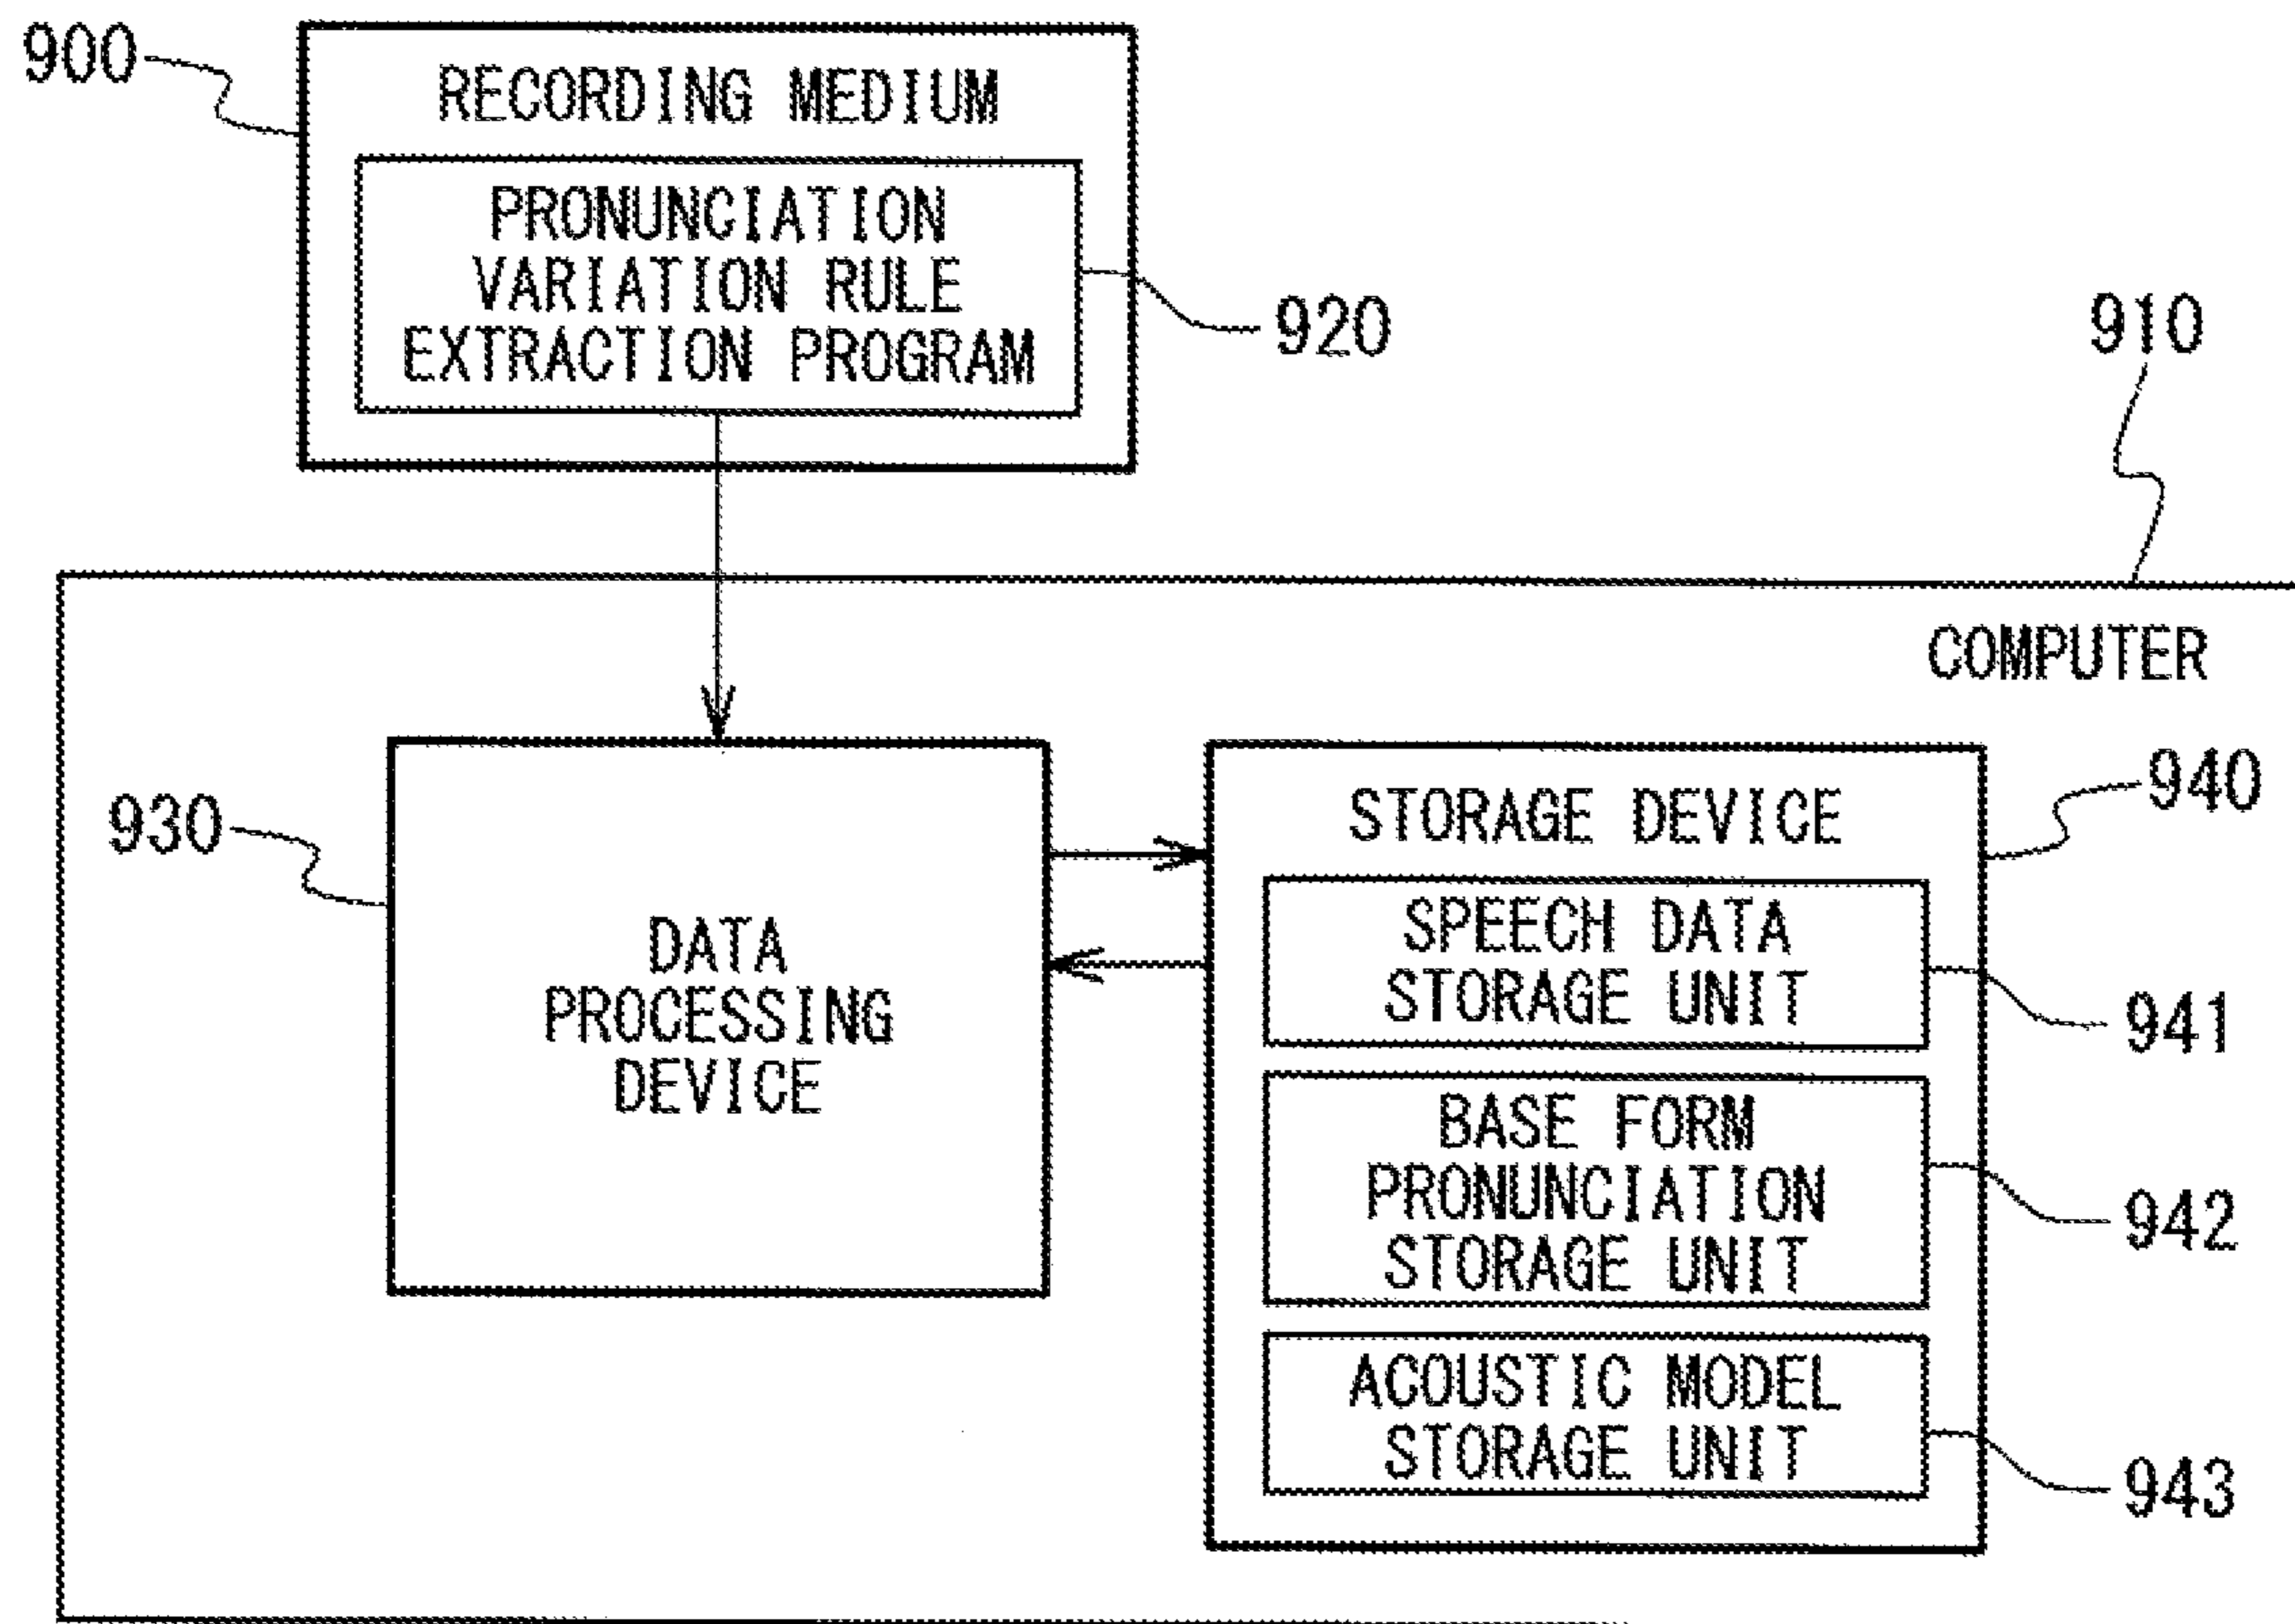 900
RECORDING MEDIUM
PRONUNCIATION
VARIATION RULE
EXTRACTION PROGRAM
920
910
COMPUTER
930
DATA
PROCESSING
DEVICE
940
STORAGE DEVICE
SPEECH DATA
STORAGE UNIT
941
BASE FORM
PRONUNCIATION
STORAGE UNIT
942
ACOUSTIC MODEL
STORAGE UNIT
943